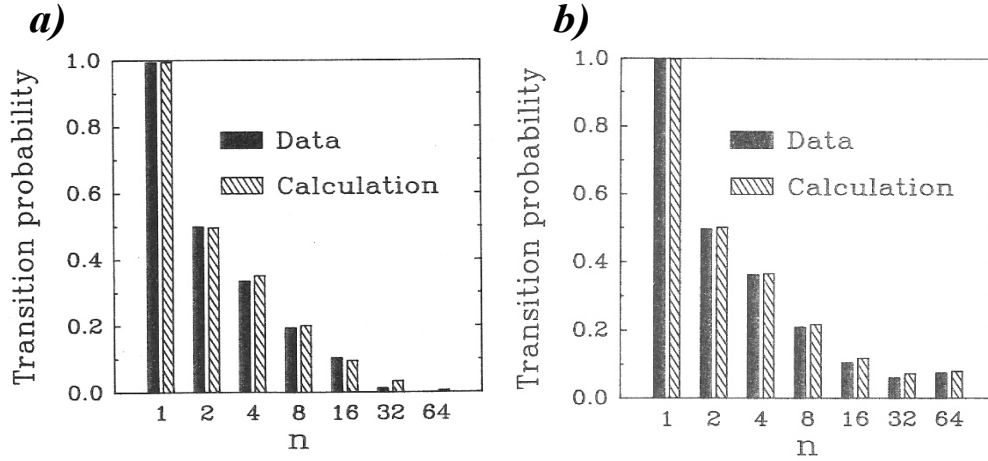 a)
Transition probability
1.0
0.8
0.6
0.4
0.2
0.0
Data
Calculation
1 2 4 8 16 32 64
n
b)
Transition probability
1.0
0.8
0.6
0.4
0.2
0.0
Data
Calculation
1 2 4 8 16 32 64
n